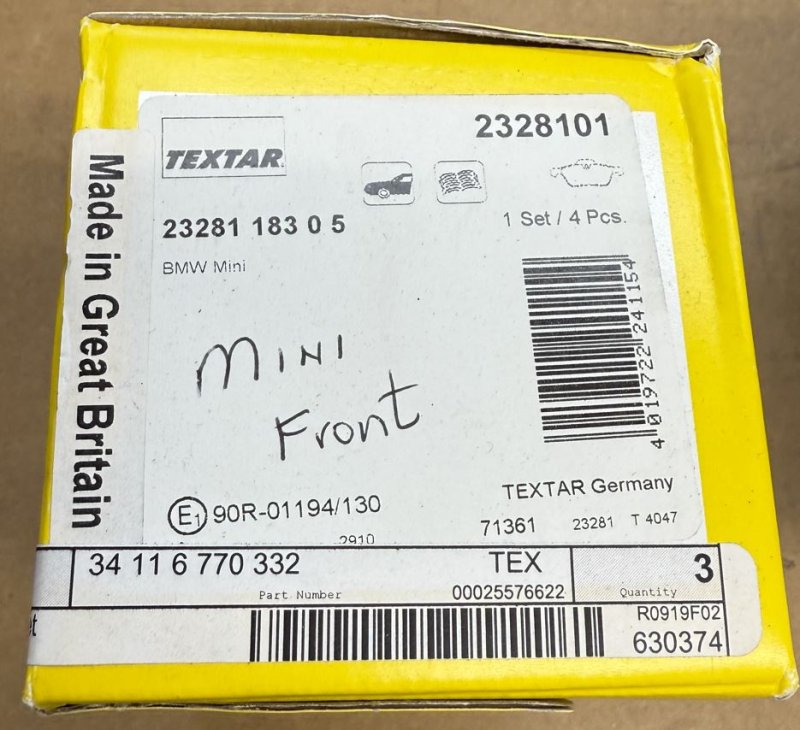 2328101
TEXTAR
23281 183 0 5
1 Set / 4 Pcs.
BMW Mini
Made in Great Britain
4 019722 241154
MINI
Front
TEXTAR Germany
E1 90R-01194/130
71361 23281 T 4047
2910
34 11 6 770 332 TEX 3
Part Number 00025576622 Quantity
R0919F02
630374